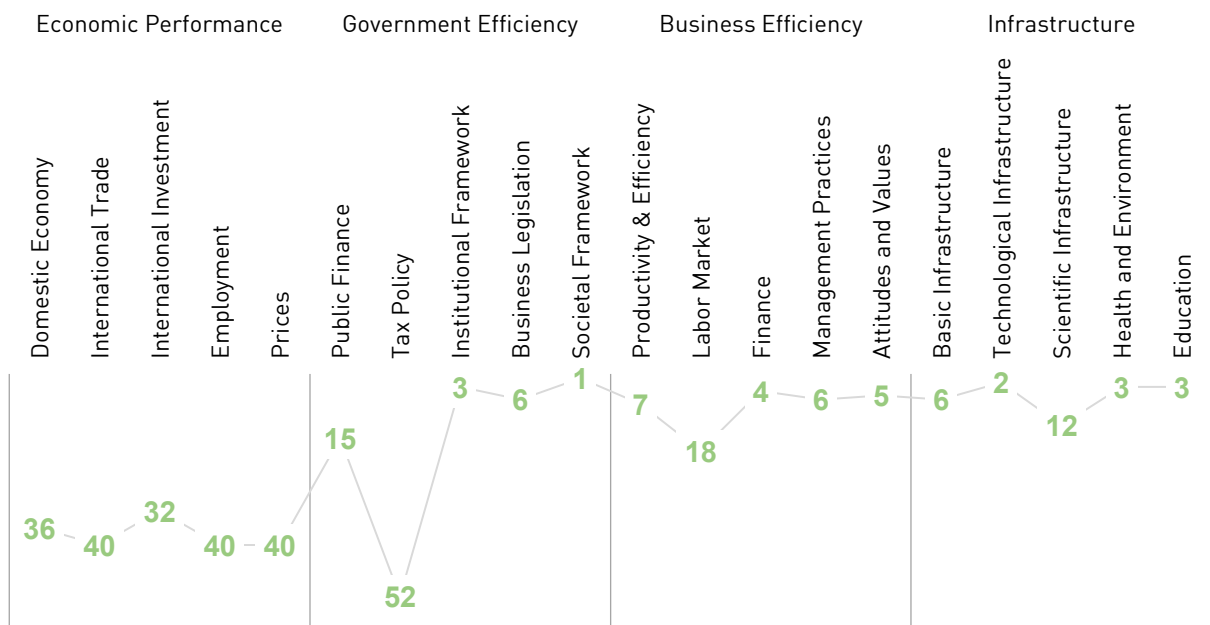 Economic Performance
Government Efficiency
Business Efficiency
Infrastructure
Domestic Economy
International Trade
International Investment
Employment
Prices
Public Finance
Tax Policy
Institutional Framework
Business Legislation
Societal Framework
Productivity & Efficiency
Labor Market
Finance
Management Practices
Attitudes and Values
Basic Infrastructure
Technological Infrastructure
Scientific Infrastructure
Health and Environment
Education
36
40
32
40
40
15
52
3
6
1
7
18
4
6
5
6
2
12
3
3